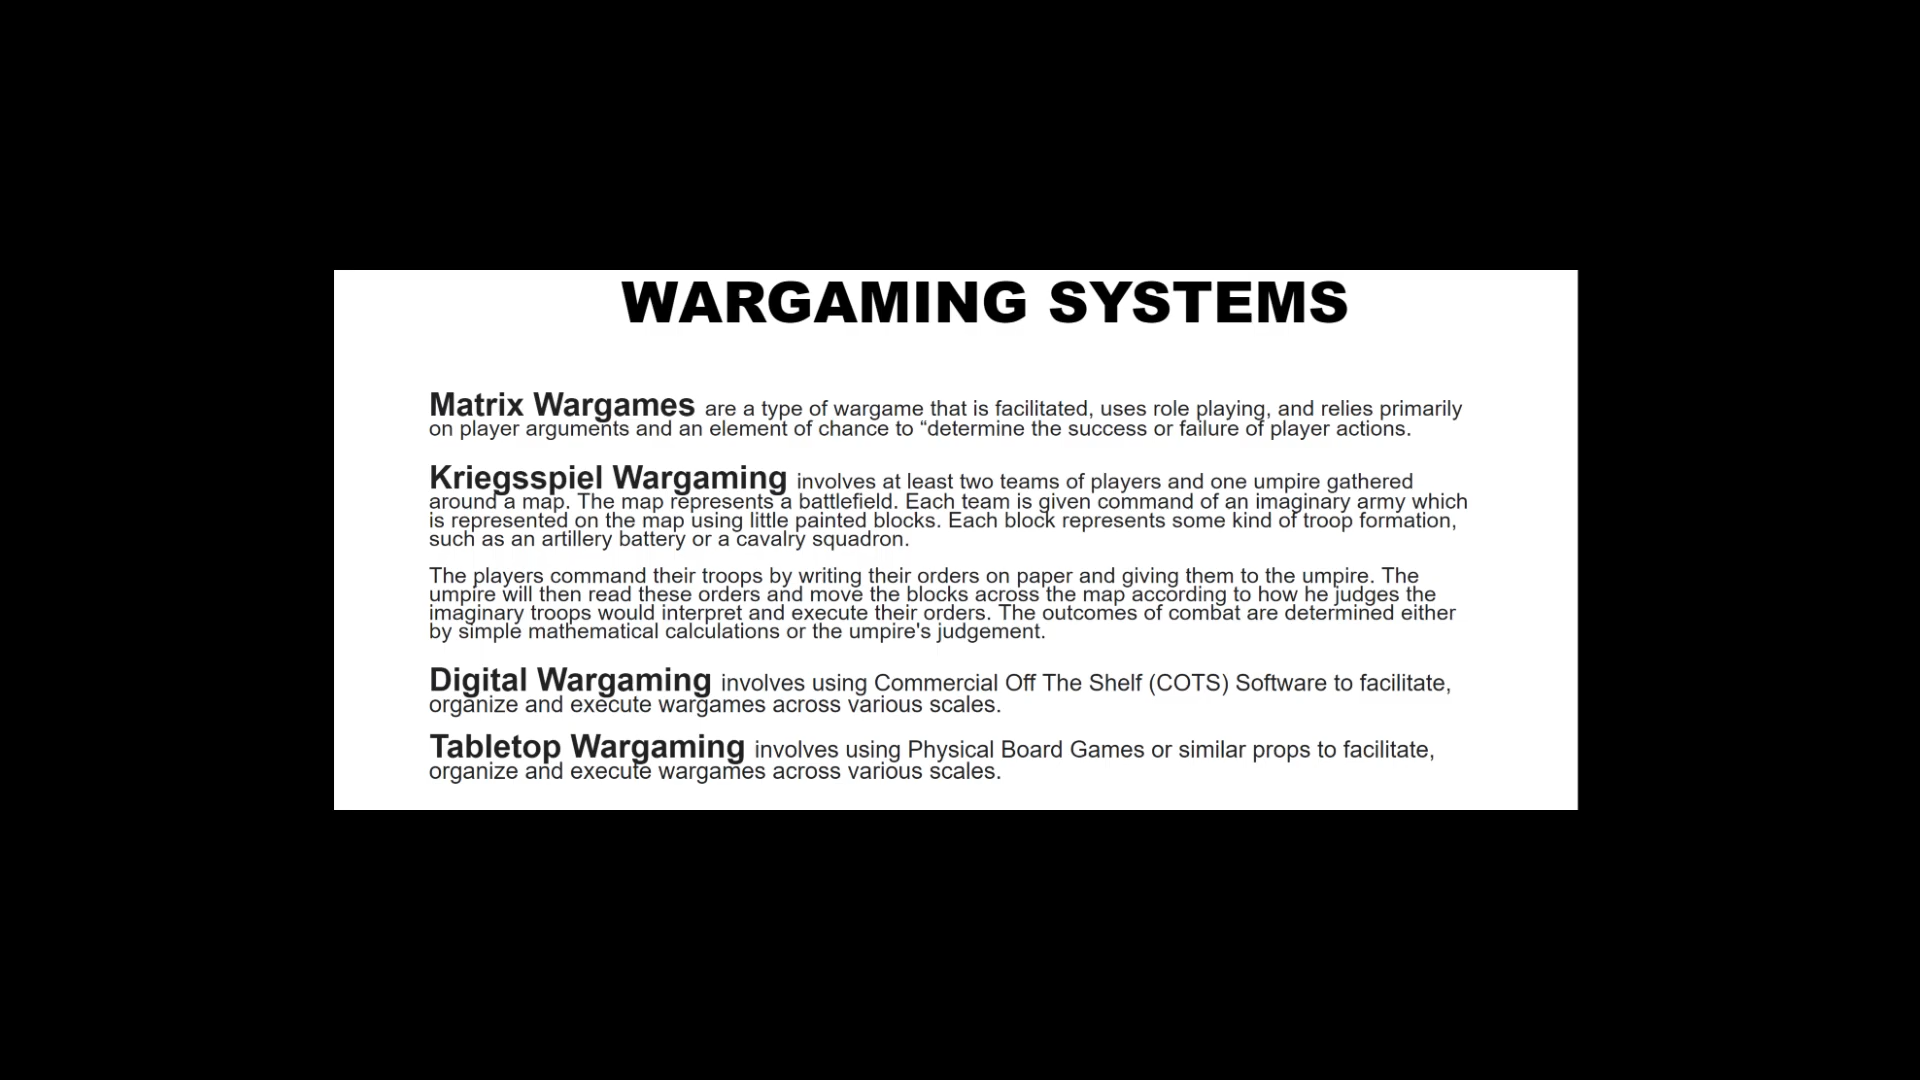 WARGAMING SYSTEMS
Matrix Wargames are a type of wargame that is facilitated, uses role playing, and relies primarily
on player arguments and an element of chance to “determine the success or failure of player actions.
Kriegsspiel Wargaming involves at least two teams of players and one umpire gathered
around a map. The map represents a battlefield. Each team is given command of an imaginary army which
is represented on the map using little painted blocks. Each block represents some kind of troop formation,
such as an artillery battery or a cavalry squadron.
The players command their troops by writing their orders on paper and giving them to the umpire. The
umpire will then read these orders and move the blocks across the map according to how he judges the
imaginary troops would interpret and execute their orders. The outcomes of combat are determined either
by simple mathematical calculations or the umpire's judgement.
Digital Wargaming involves using Commercial Off The Shelf (COTS) Software to facilitate,
organize and execute wargames across various scales.
Tabletop Wargaming involves using Physical Board Games or similar props to facilitate,
organize and execute wargames across various scales.